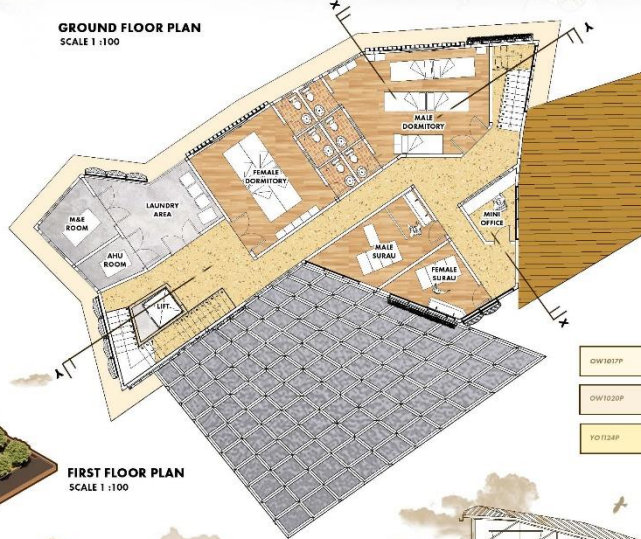 GROUND FLOOR PLAN
SCALE 1 :100
X
Y
MALE
DORMITORY
FEMALE
DORMITORY
LAUNDRY
AREA
M&E
ROOM
AHU
ROOM
MINI
OFFICE
MALE
SURAU
FEMALE
SURAU
LIFT
X
Y
OW1017P
OW1020P
YO1124P
FIRST FLOOR PLAN
SCALE 1 :100